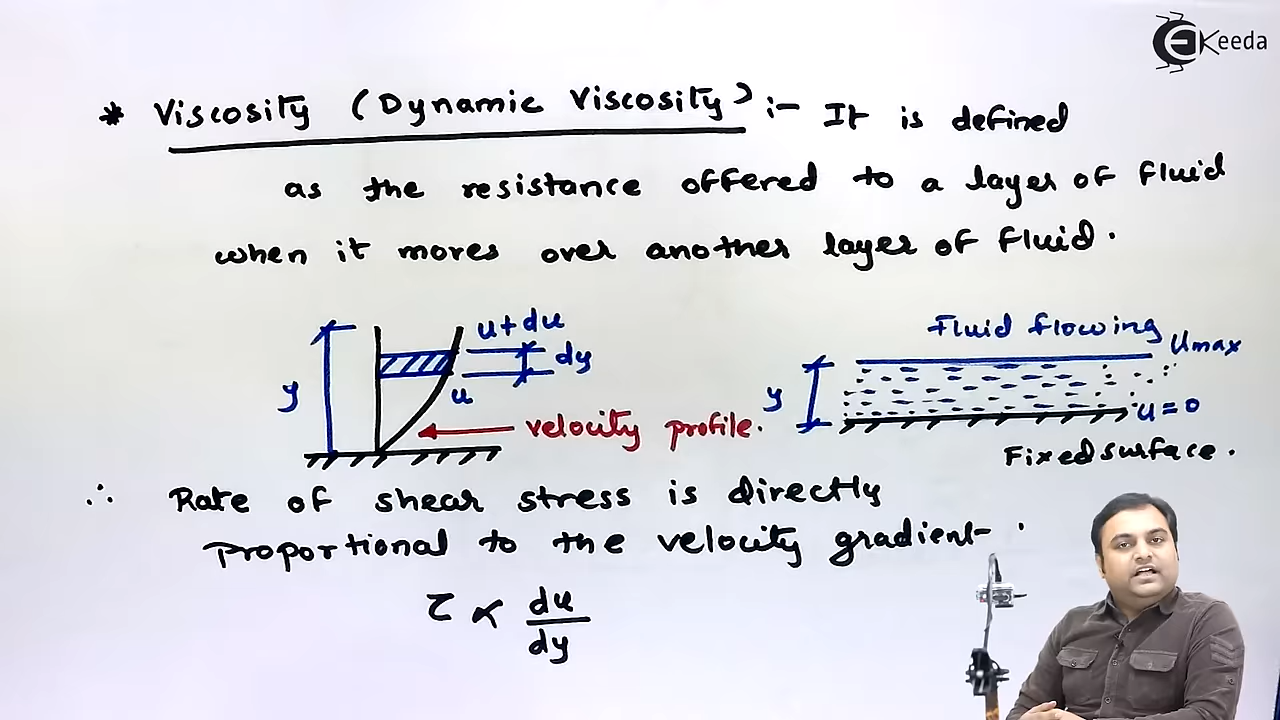 EKeeda
* Viscosity (Dynamic Viscosity) :- It is defined
as the resistance offered to a layer of fluid
when it moves over another layer of fluid.
u+du
dy
y
u
velocity profile.
Fluid flowing
Umax
y
u=0
Fixed surface.
∴ Rate of shear stress is directly
proportional to the velocity gradient.
τ ∝ du
dy